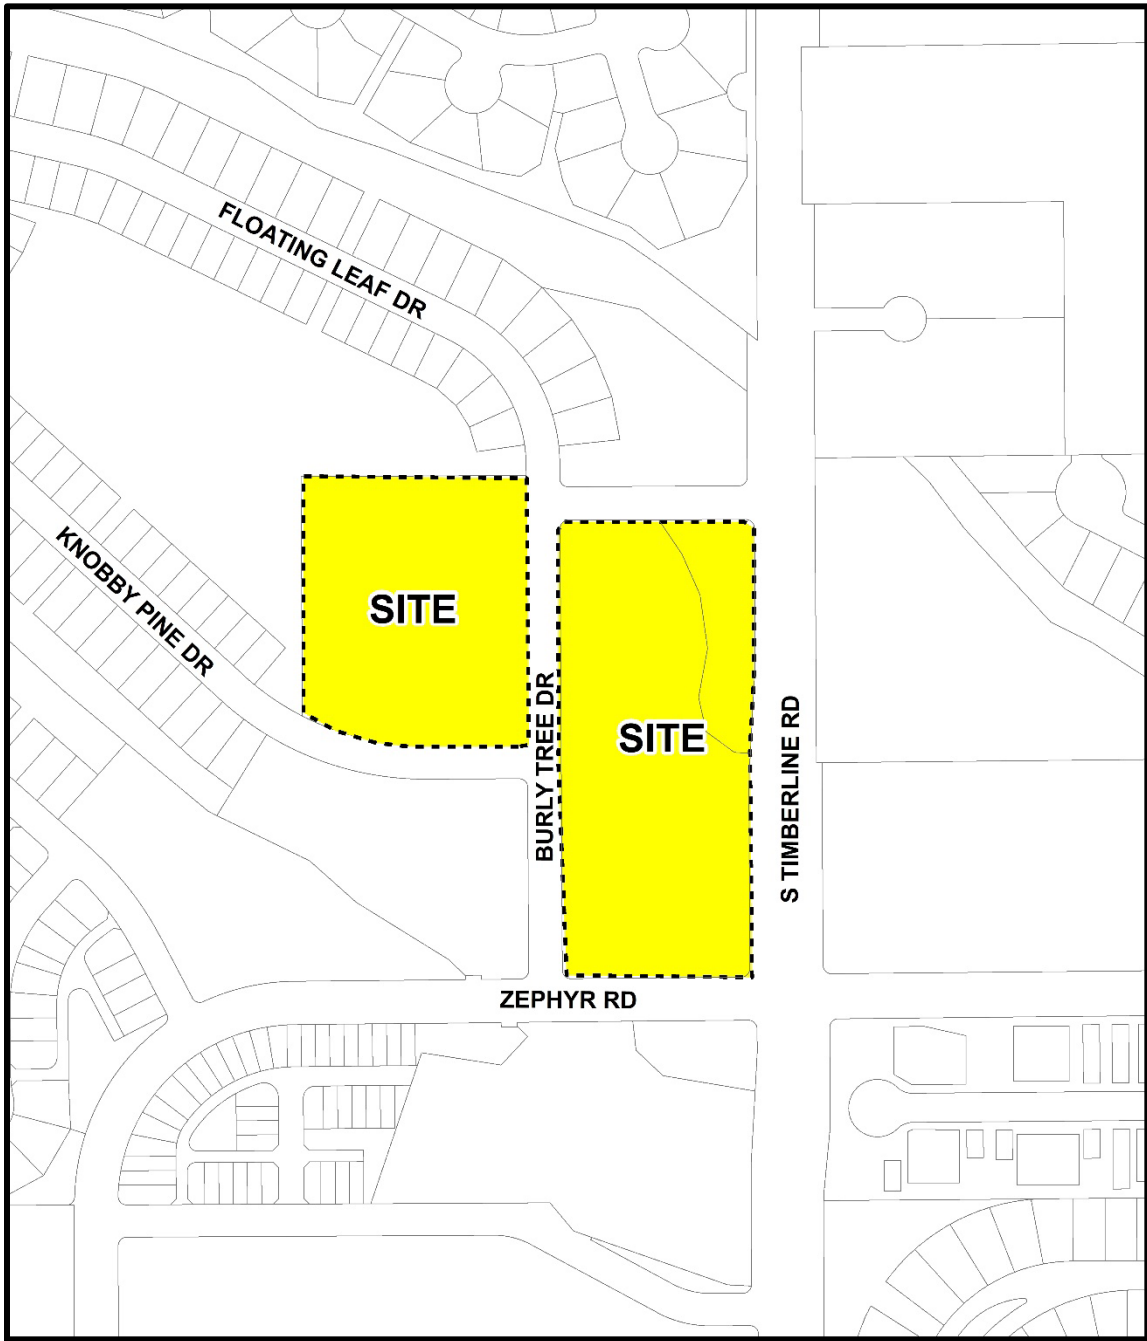 FLOATING LEAF DR
KNOBBY PINE DR
SITE
BURLY TREE DR
SITE
S TIMBERLINE RD
ZEPHYR RD